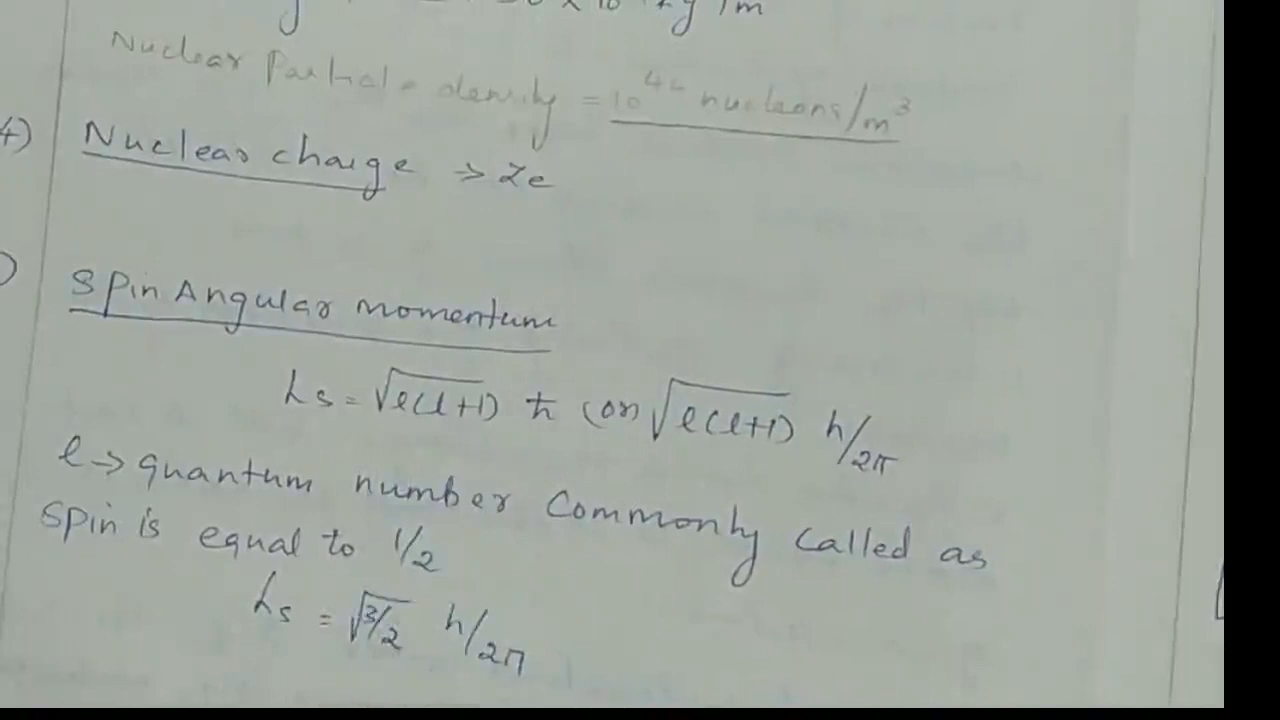 Nuclear Partical density = 10⁴⁴ nucleons/m³
4) Nuclear charge → Ze
) Spin Angular momentum
Ls = √l(l+1) ħ (or) √l(l+1) h/2π
l → quantum number Commonly called as
Spin is equal to 1/2
Ls = √3/2 h/2π